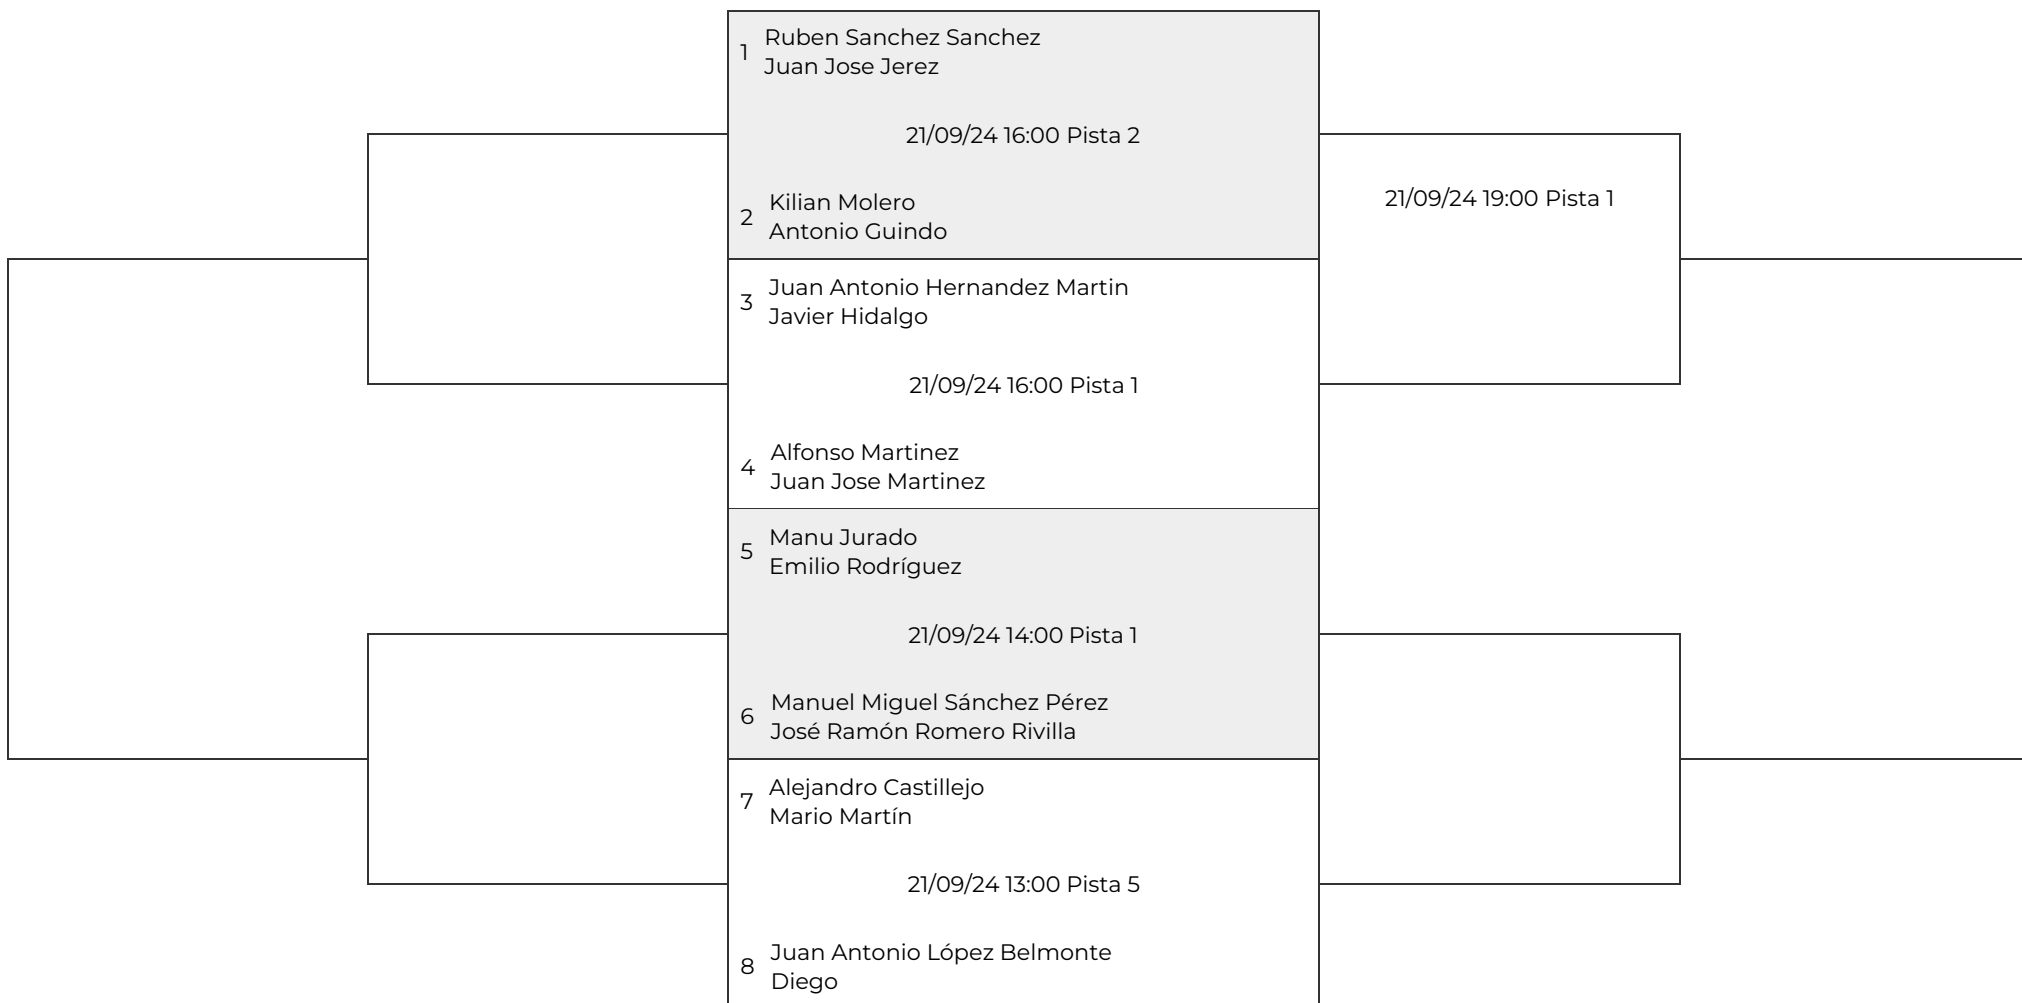 1
Ruben Sanchez Sanchez
Juan Jose Jerez
21/09/24 16:00 Pista 2
2
Kilian Molero
Antonio Guindo
21/09/24 19:00 Pista 1
3
Juan Antonio Hernandez Martin
Javier Hidalgo
21/09/24 16:00 Pista 1
4
Alfonso Martinez
Juan Jose Martinez
5
Manu Jurado
Emilio Rodríguez
21/09/24 14:00 Pista 1
6
Manuel Miguel Sánchez Pérez
José Ramón Romero Rivilla
7
Alejandro Castillejo
Mario Martín
21/09/24 13:00 Pista 5
8
Juan Antonio López Belmonte
Diego